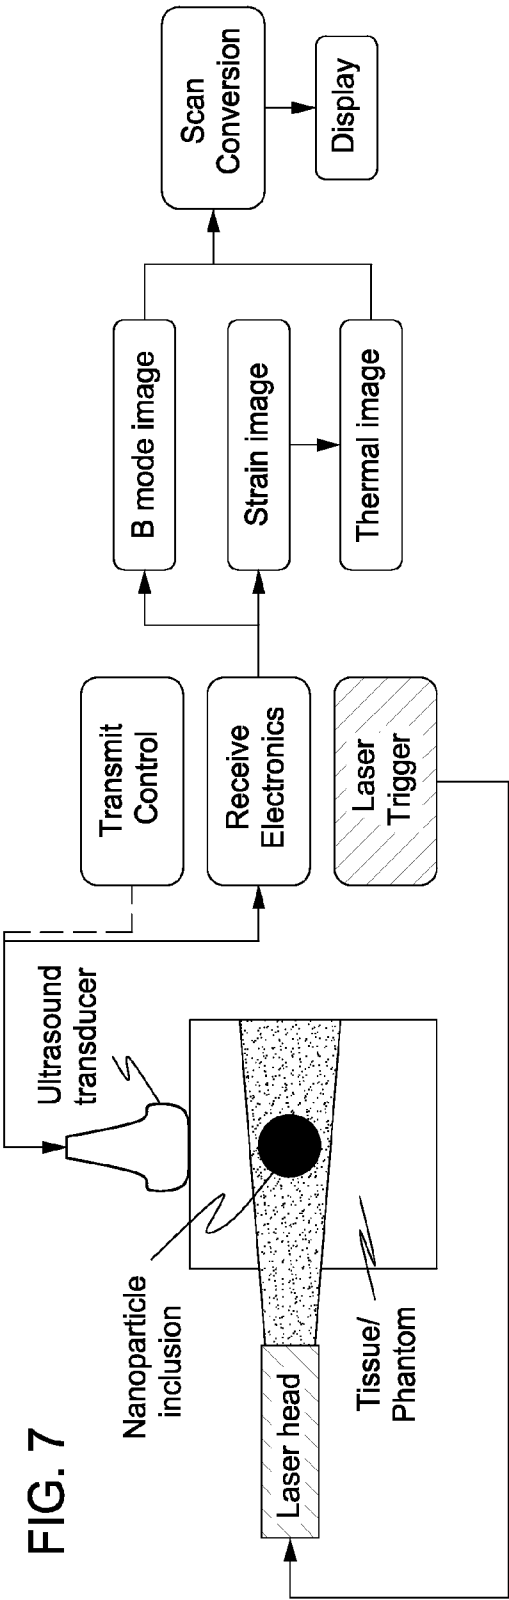 FIG. 7
Laser head
Nanoparticle
inclusion
Tissue/
Phantom
Ultrasound
transducer
Transmit
Control
Receive
Electronics
Laser
Trigger
B mode image
Strain image
Thermal image
Scan
Conversion
Display